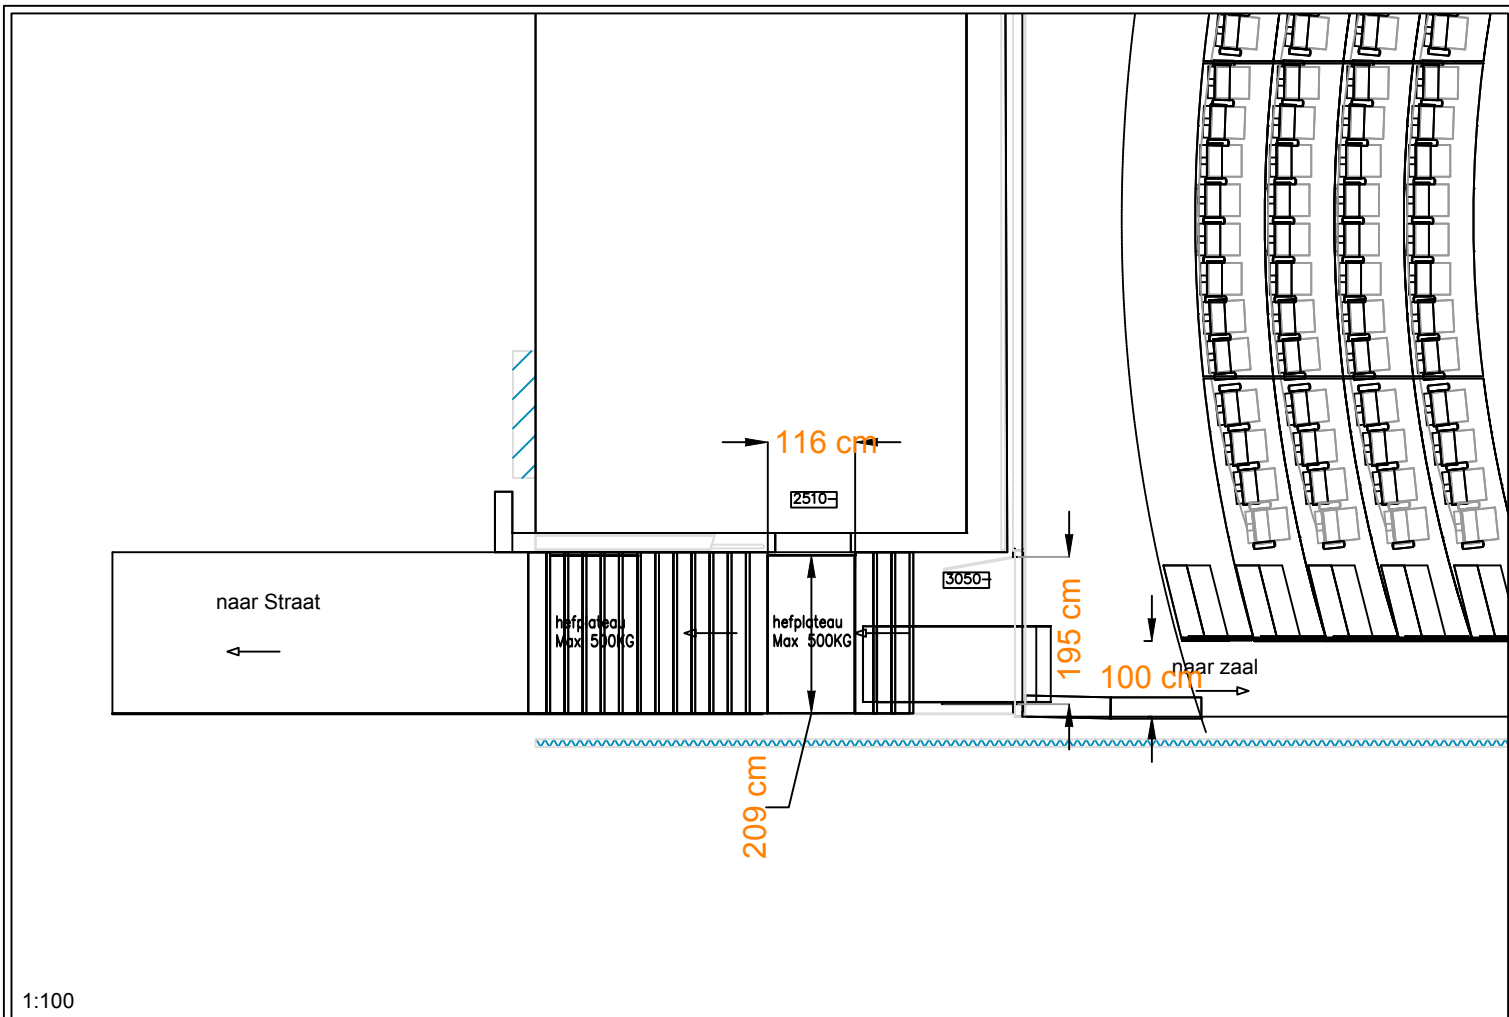 116 cm
2510-
3050-
naar Straat
hefplateau
Max 500KG
hefplateau
Max 500KG
195 cm
naar zaal
100 cm
209 cm
1:100